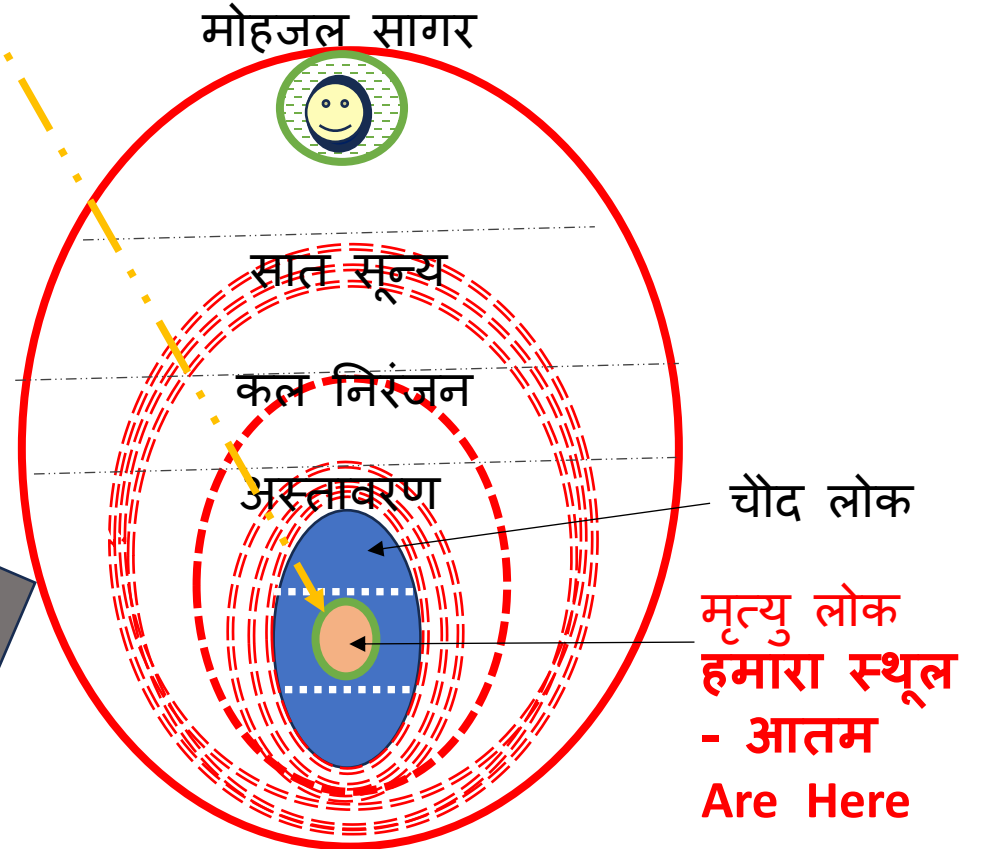 मोहजल सागर
सात सून्य
कल निरंजन
अस्तावरण
चौद लोक
मृत्यु लोक
हमारा स्थूल
- आतम
Are Here